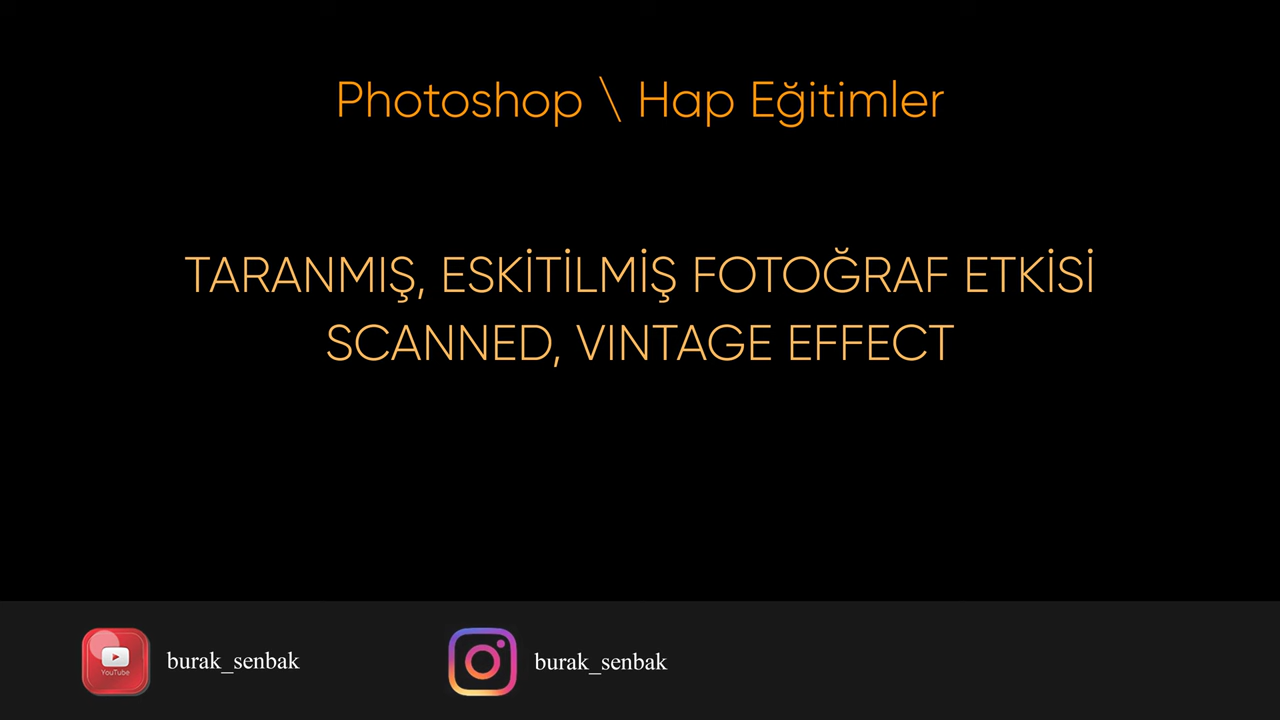 Photoshop \ Hap Eğitimler
TARANMIŞ, ESKİTİLMİŞ FOTOĞRAF ETKİSİ
SCANNED, VINTAGE EFFECT
YouTube
burak_senbak
burak_senbak